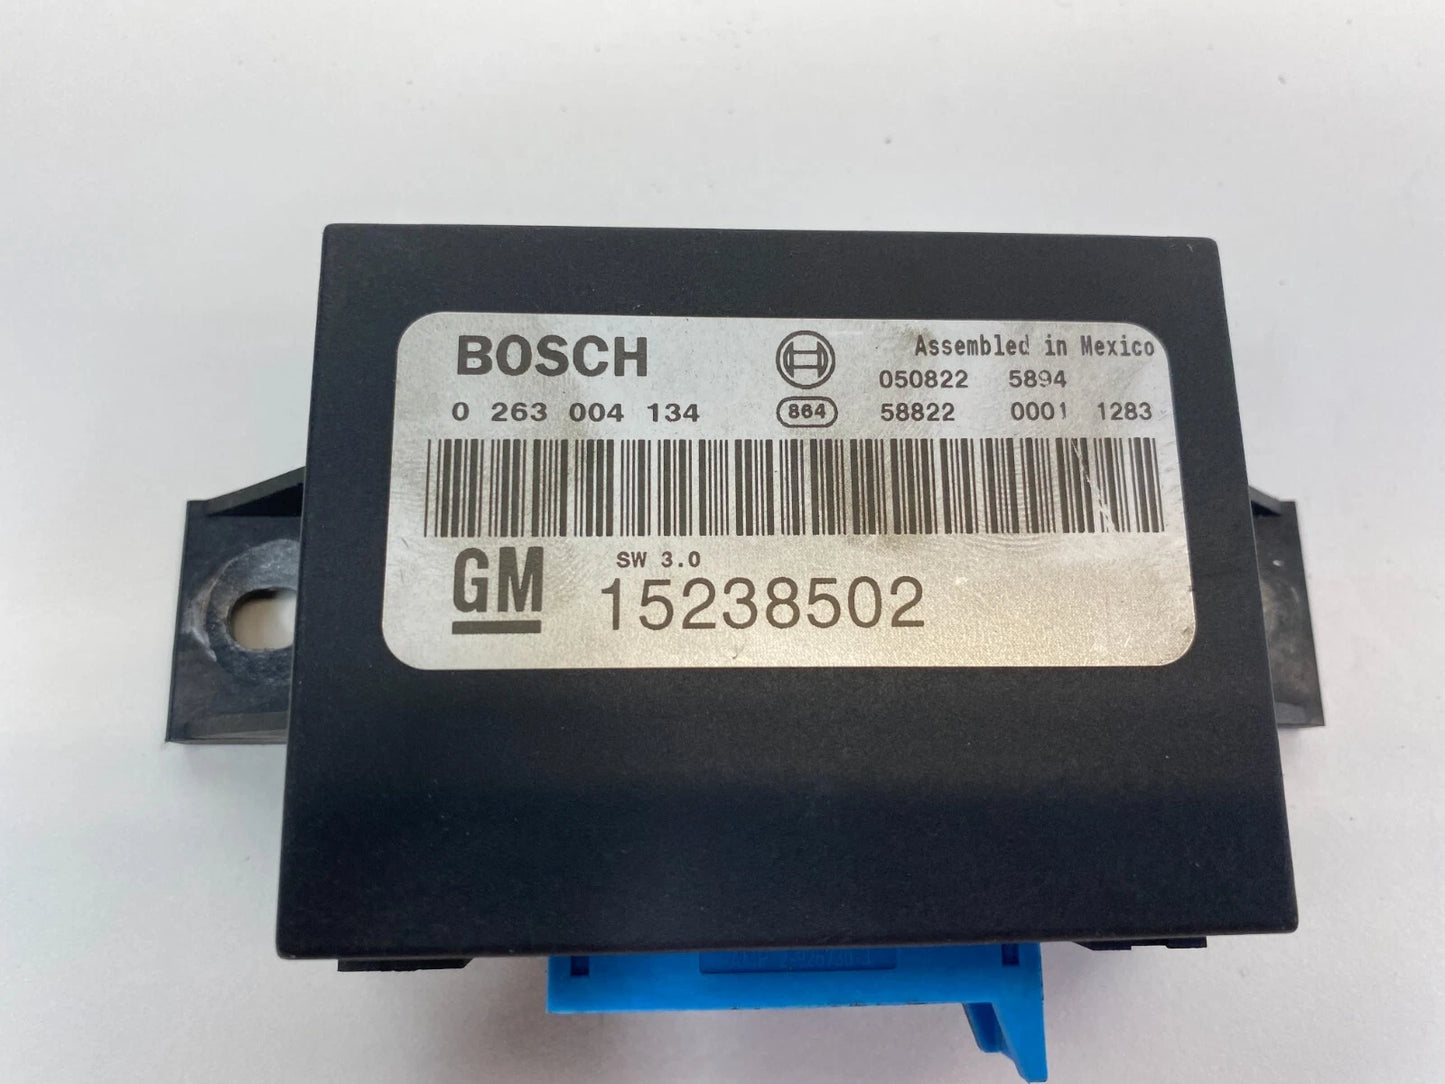 BOSCH
Assembled in Mexico
050822 5894
0 263 004 134 864 58822 0001 1283
GM
SW 3.0
15238502